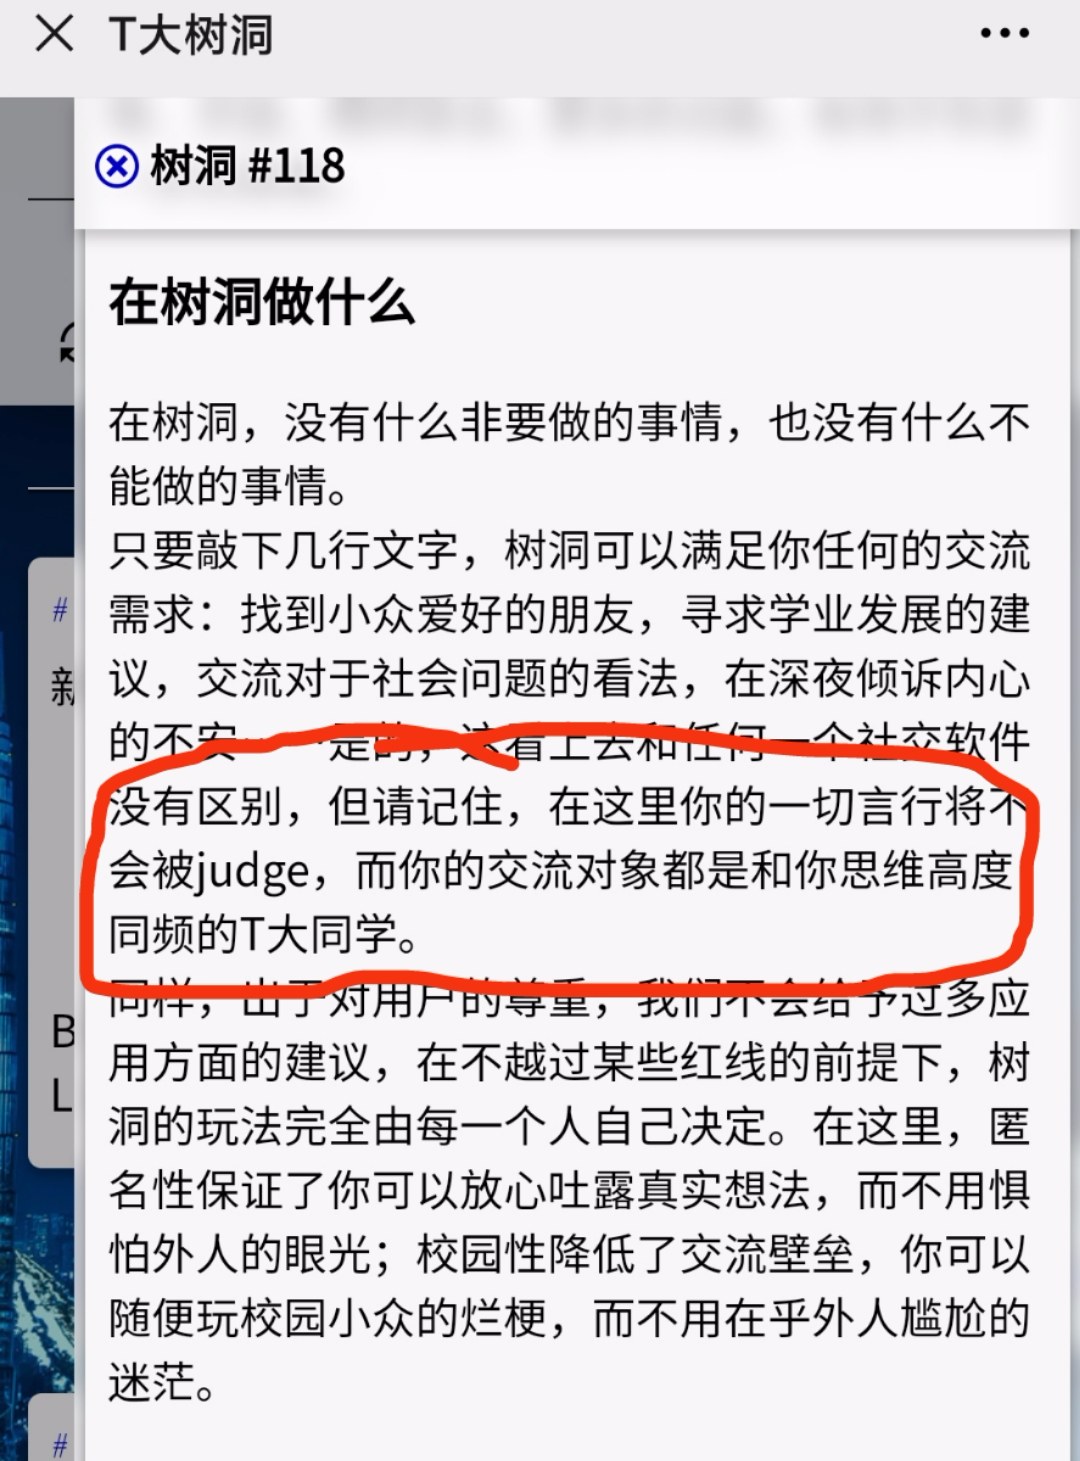 T大树洞
树洞 #118
在树洞做什么
在树洞，没有什么非要做的事情，也没有什么不
能做的事情。
只要敲下几行文字，树洞可以满足你任何的交流
需求：找到小众爱好的朋友，寻求学业发展的建
议，交流对于社会问题的看法，在深夜倾诉内心
的不安……是的，这看上去和任何一个社交软件
没有区别，但请记住，在这里你的一切言行将不
会被judge，而你的交流对象都是和你思维高度
同频的T大同学。
同样，出于对用户的尊重，我们不会给予过多应
用方面的建议，在不越过某些红线的前提下，树
洞的玩法完全由每一个人自己决定。在这里，匿
名性保证了你可以放心吐露真实想法，而不用惧
怕外人的眼光；校园性降低了交流壁垒，你可以
随便玩校园小众的烂梗，而不用在乎外人尴尬的
迷茫。
#
新
B
L
#